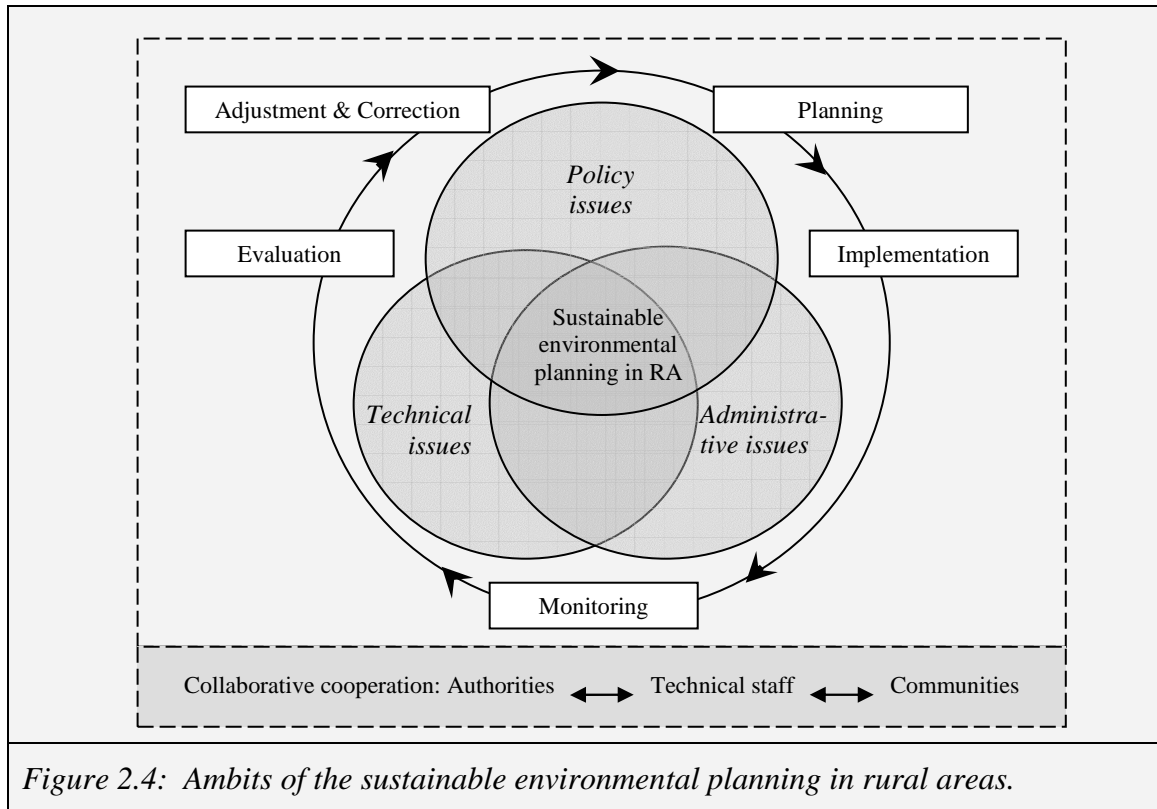 Adjustment & Correction
Planning
Policy
issues
Evaluation
Implementation
Sustainable
environmental
planning in RA
Technical
issues
Administra-
tive issues
Monitoring
Collaborative cooperation: Authorities Technical staff Communities
Figure 2.4: Ambits of the sustainable environmental planning in rural areas.